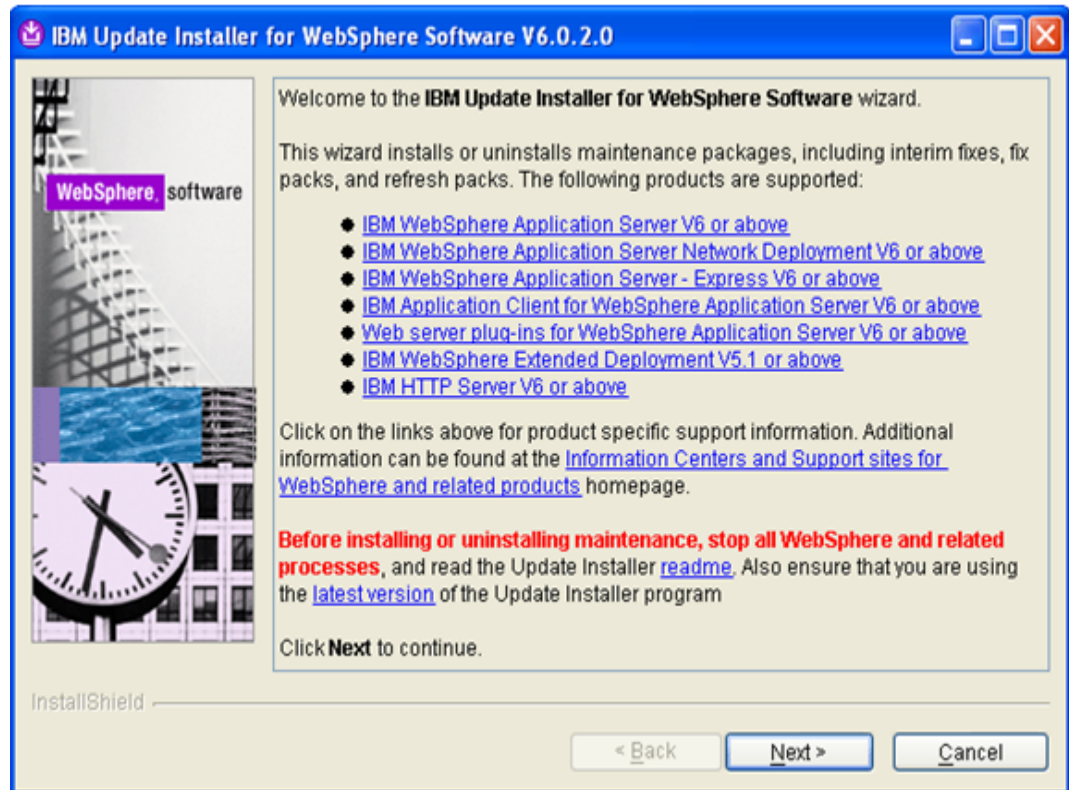 IBM Update Installer for WebSphere Software V6.0.2.0
WebSphere. software
Welcome to the IBM Update Installer for WebSphere Software wizard.
This wizard installs or uninstalls maintenance packages, including interim fixes, fix
packs, and refresh packs. The following products are supported:
● IBM WebSphere Application Server V6 or above
● IBM WebSphere Application Server Network Deployment V6 or above
● IBM WebSphere Application Server - Express V6 or above
● IBM Application Client for WebSphere Application Server V6 or above
● Web server plug-ins for WebSphere Application Server V6 or above
● IBM WebSphere Extended Deployment V5.1 or above
● IBM HTTP Server V6 or above
Click on the links above for product specific support information. Additional
information can be found at the Information Centers and Support sites for
WebSphere and related products homepage.
Before installing or uninstalling maintenance, stop all WebSphere and related
processes, and read the Update Installer readme. Also ensure that you are using
the latest version of the Update Installer program
Click Next to continue.
InstallShield
< Back Next > Cancel